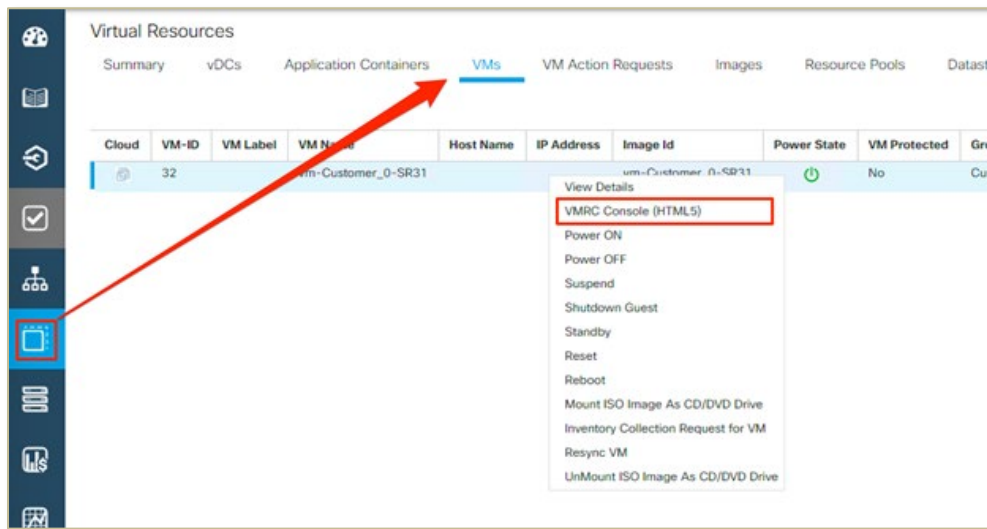 Virtual Resources
Summary vDCs Application Containers VMs VM Action Requests Images Resource Pools Datast
Cloud VM-ID VM Label VM Name Host Name IP Address Image Id Power State VM Protected Gr
32 vm-Customer_0-SR31 vm-Customer_0-SR31 No Cu
View Details
VMRC Console (HTML5)
Power ON
Power OFF
Suspend
Shutdown Guest
Standby
Reset
Reboot
Mount ISO Image As CD/DVD Drive
Inventory Collection Request for VM
Resync VM
UnMount ISO Image As CD/DVD Drive